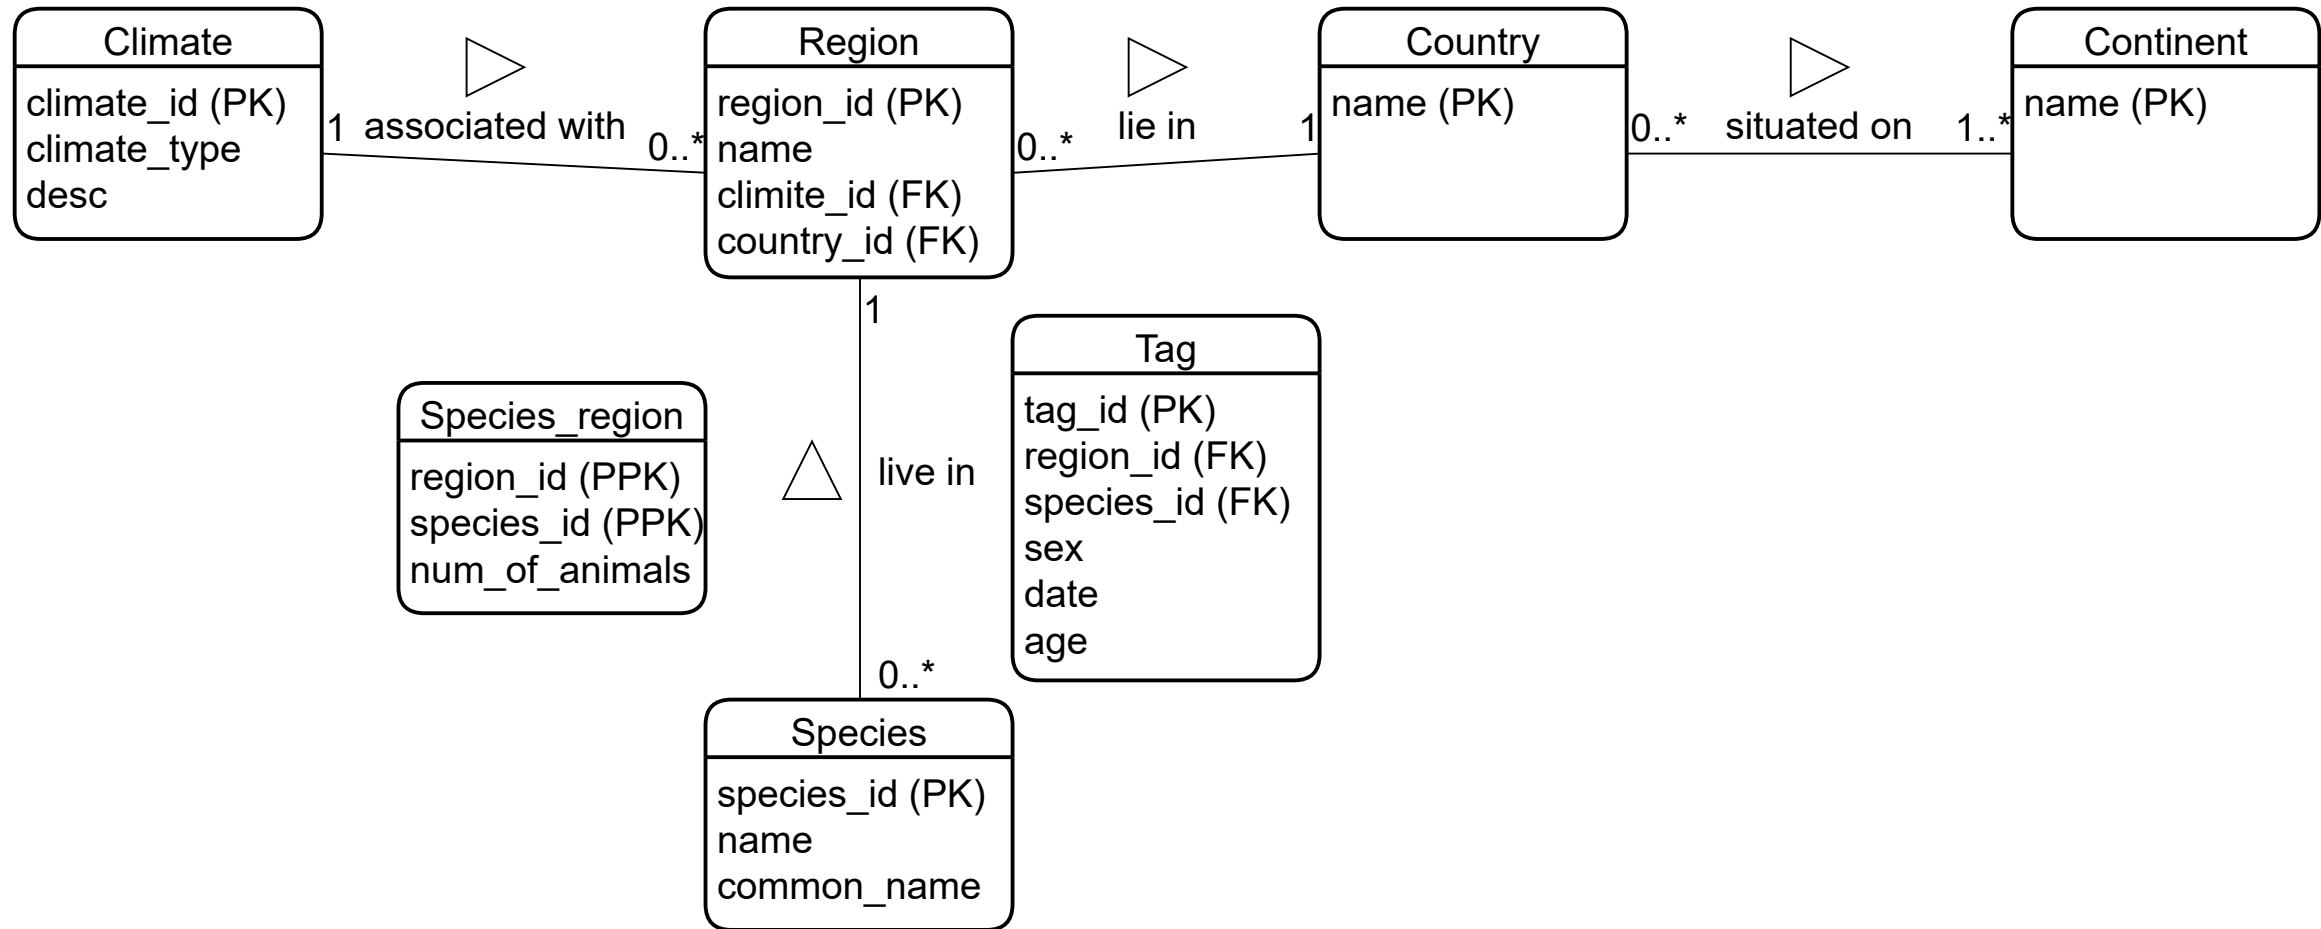 Climate
climate_id (PK)
climate_type
desc
1 associated with 0..*
Region
region_id (PK)
name
climite_id (FK)
country_id (FK)
0..* lie in 1
Country
name (PK)
0..* situated on 1..*
Continent
name (PK)
1
live in
0..*
Species_region
region_id (PPK)
species_id (PPK)
num_of_animals
Tag
tag_id (PK)
region_id (FK)
species_id (FK)
sex
date
age
Species
species_id (PK)
name
common_name